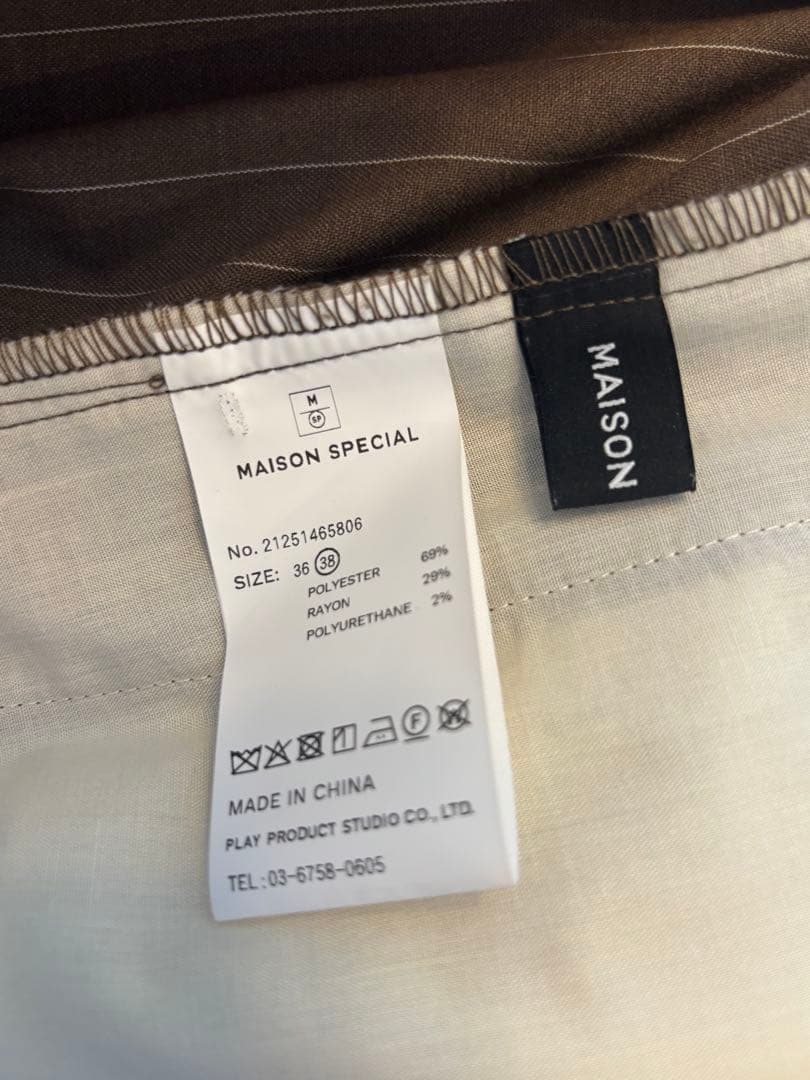 M
SP
MAISON SPECIAL
No. 21251465806
SIZE: 36 38
POLYESTER 69%
RAYON 29%
POLYURETHANE 2%
F
W
MADE IN CHINA
PLAY PRODUCT STUDIO CO., LTD.
TEL:03-6758-0605
MAISON